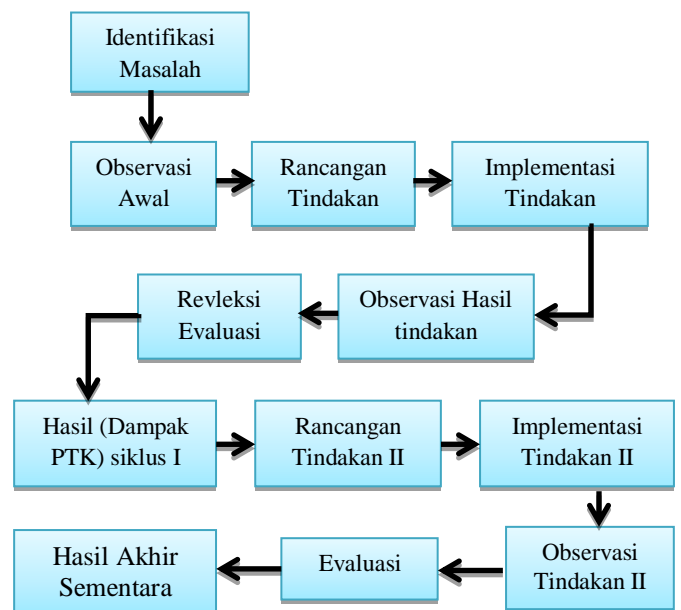 Identifikasi
Masalah
Observasi
Awal
Rancangan
Tindakan
Implementasi
Tindakan
Revleksi
Evaluasi
Observasi Hasil
tindakan
Hasil (Dampak
PTK) siklus I
Rancangan
Tindakan II
Implementasi
Tindakan II
Hasil Akhir
Sementara
Evaluasi
Observasi
Tindakan II